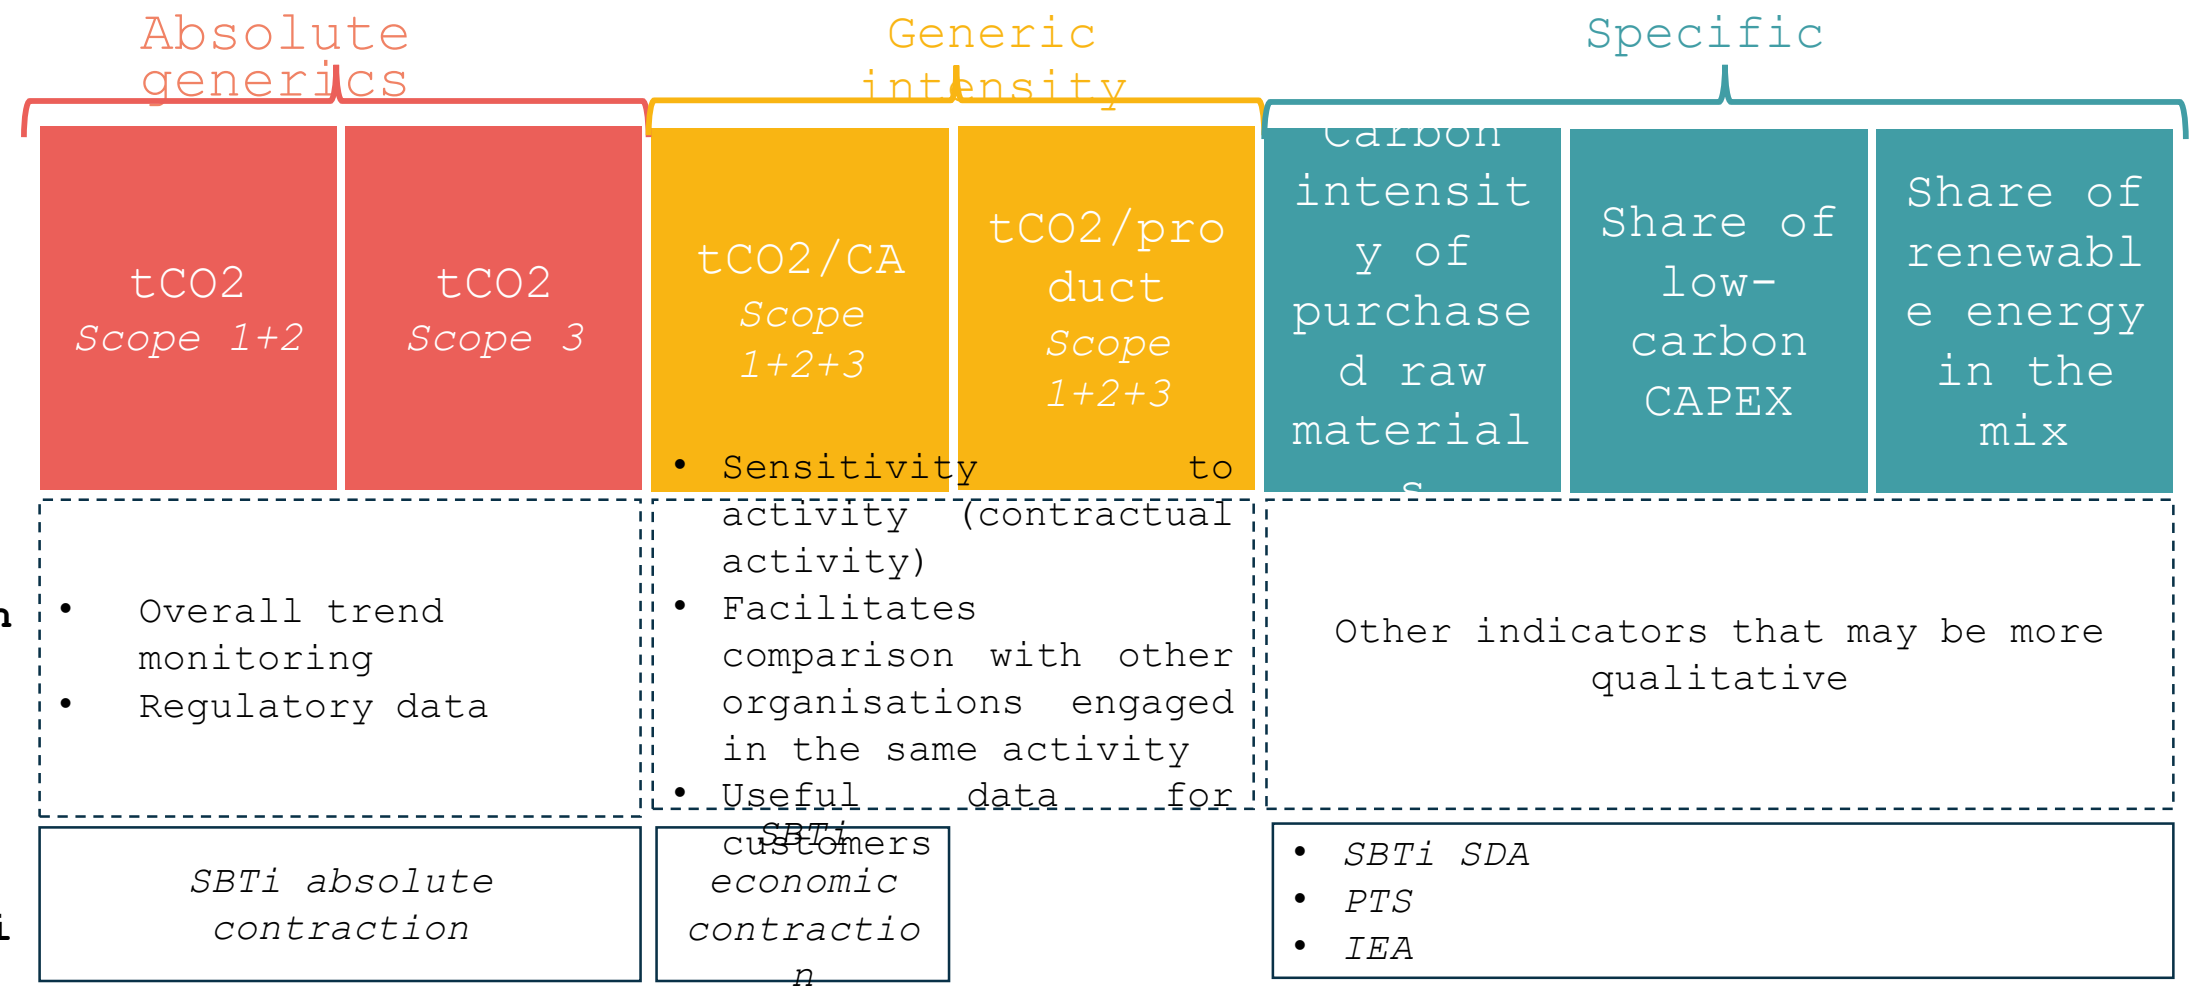 Absolute
generics
Generic
intensity
Specific
tCO2
Scope 1+2
tCO2
Scope 3
tCO2/CA
Scope
1+2+3
tCO2/pro
duct
Scope
1+2+3
Carbon
intensit
y of
purchase
d raw
material
s
Share of
low-
carbon
CAPEX
Share of
renewabl
e energy
in the
mix
• Overall trend
monitoring
• Regulatory data
• Sensitivity to
activity (contractual
activity)
• Facilitates
comparison with other
organisations engaged
in the same activity
• Useful data for
customers
Other indicators that may be more
qualitative
SBTi absolute
contraction
SBTi
economic
contractio
n
• SBTi SDA
• PTS
• IEA